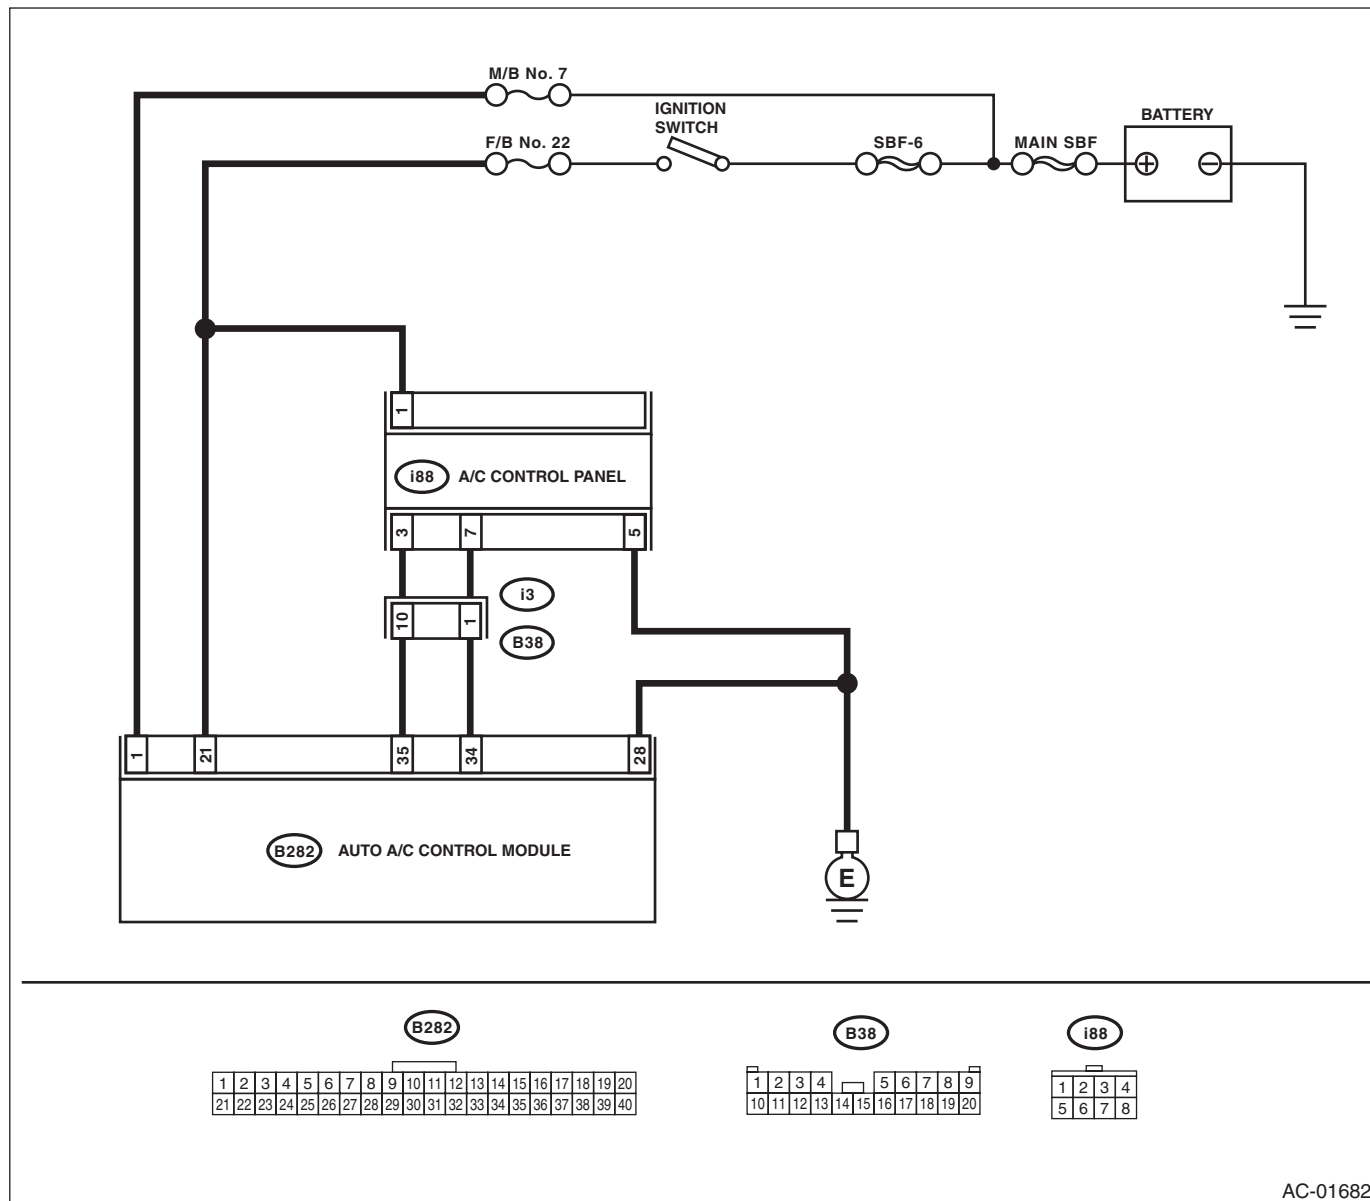 M/B No. 7
IGNITION
SWITCH
BATTERY
F/B No. 22
SBF-6
MAIN SBF
1
i88 A/C CONTROL PANEL
3 7 5
i3
10 1
B38
1 21 35 34 28
B282 AUTO A/C CONTROL MODULE
E
B282
B38
i88
1 2 3 4 5 6 7 8 9 10 11 12 13 14 15 16 17 18 19 20
21 22 23 24 25 26 27 28 29 30 31 32 33 34 35 36 37 38 39 40
1 2 3 4 5 6 7 8 9
10 11 12 13 14 15 16 17 18 19 20
1 2 3 4
5 6 7 8
AC-01682